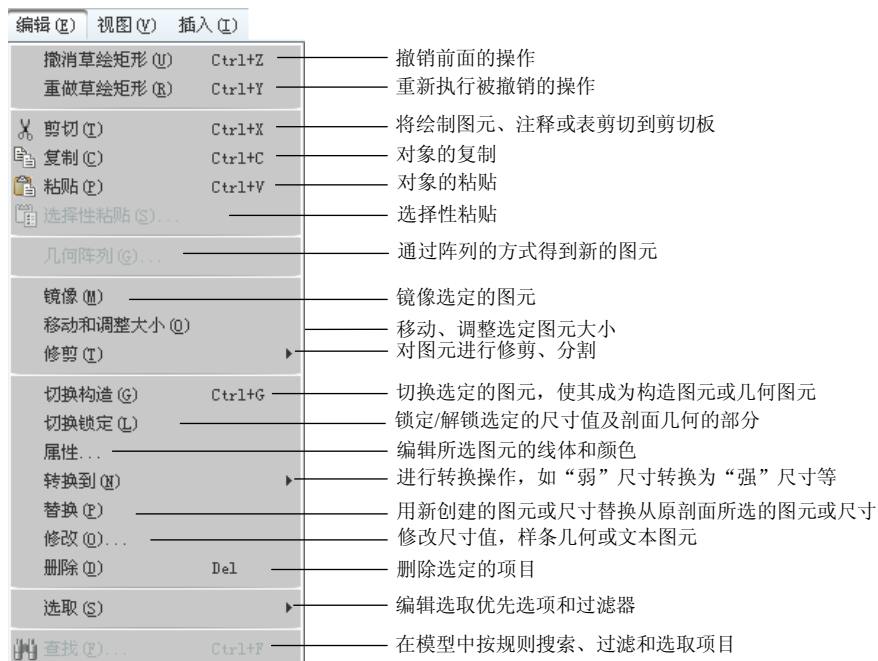 编辑(E) 视图(V) 插入(I)
撤消草绘矩形(U) Ctrl+Z 撤销前面的操作
重做草绘矩形(R) Ctrl+Y 重新执行被撤销的操作
剪切(T) Ctrl+X 将绘制图元、注释或表剪切到剪切板
复制(C) Ctrl+C 对象的复制
粘贴(P) Ctrl+V 对象的粘贴
选择性粘贴(S)... 选择性粘贴
几何阵列(G)... 通过阵列的方式得到新的图元
镜像(M) 镜像选定的图元
移动和调整大小(O) 移动、调整选定图元大小
修剪(T) 对图元进行修剪、分割
切换构造(G) Ctrl+G 切换选定的图元，使其成为构造图元或几何图元
切换锁定(L) 锁定/解锁选定的尺寸值及剖面几何的部分
属性... 编辑所选图元的线体和颜色
转换到(N) 进行转换操作，如“弱”尺寸转换为“强”尺寸等
替换(P) 用新创建的图元或尺寸替换从原剖面所选的图元或尺寸
修改(O)... 修改尺寸值，样条几何或文本图元
删除(D) Del 删除选定的项目
选取(S) 编辑选取优先选项和过滤器
查找(F)... Ctrl+F 在模型中按规则搜索、过滤和选取项目